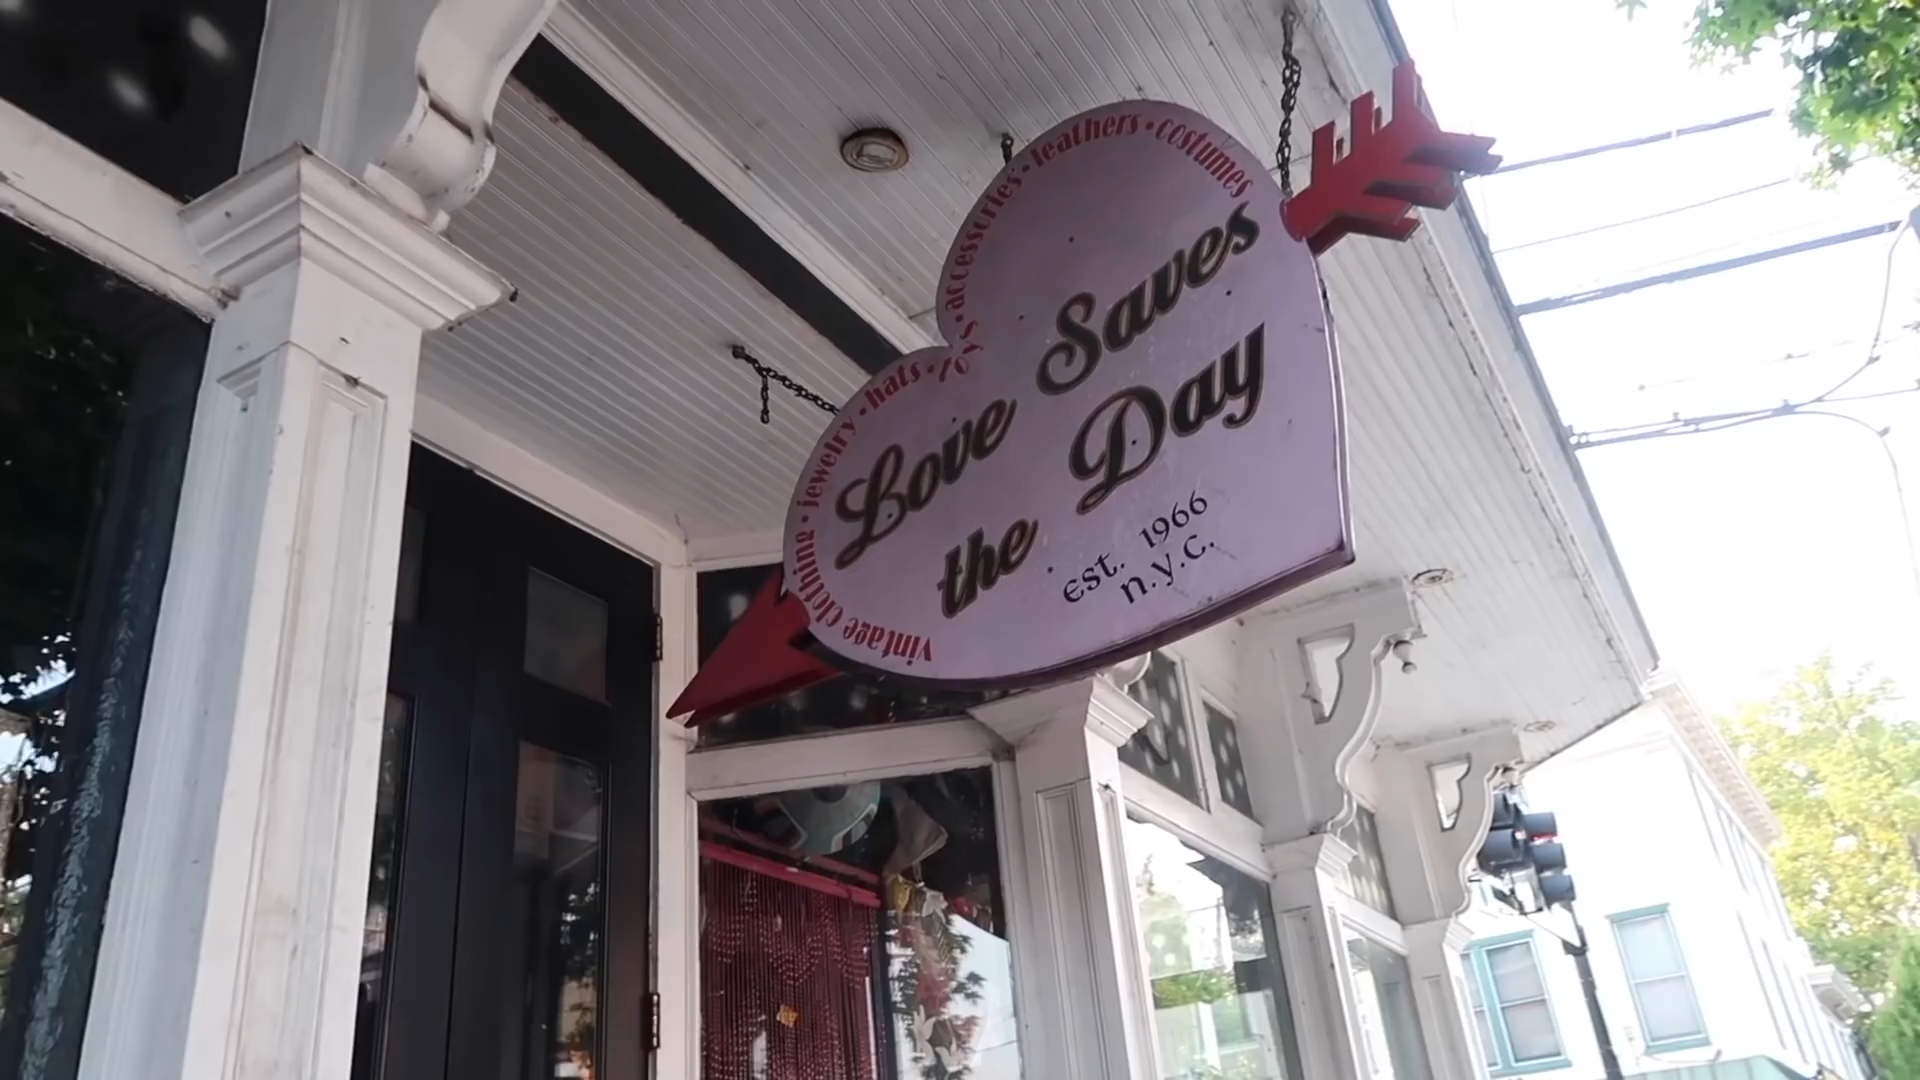 vintage clothing • jewelry • hats • toys • accessories • feathers • costumes
Love Saves
the Day
est. 1966
n.y.c.